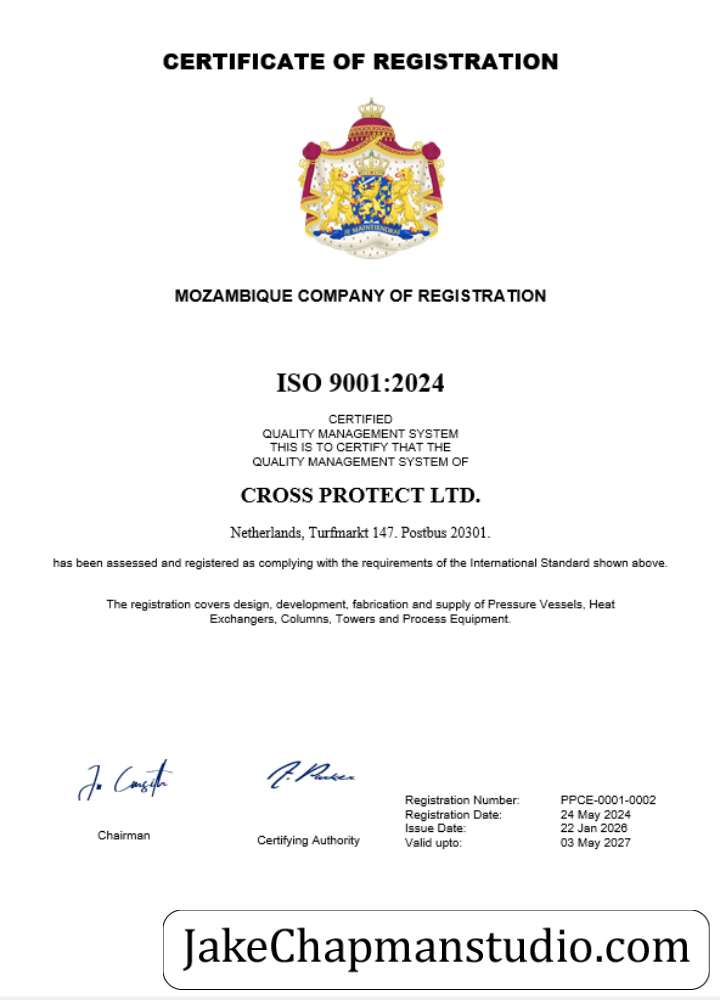 CERTIFICATE OF REGISTRATION
JE MAINTIENDRAI
MOZAMBIQUE COMPANY OF REGISTRATION
ISO 9001:2024
CERTIFIED
QUALITY MANAGEMENT SYSTEM
THIS IS TO CERTIFY THAT THE
QUALITY MANAGEMENT SYSTEM OF
CROSS PROTECT LTD.
Netherlands, Turfmarkt 147. Postbus 20301.
has been assessed and registered as complying with the requirements of the International Standard shown above.
The registration covers design, development, fabrication and supply of Pressure Vessels, Heat
Exchangers, Columns, Towers and Process Equipment.
Chairman
Certifying Authority
Registration Number: PPCE-0001-0002
Registration Date: 24 May 2024
Issue Date: 22 Jan 2026
Valid upto: 03 May 2027
JakeChapmanstudio.com